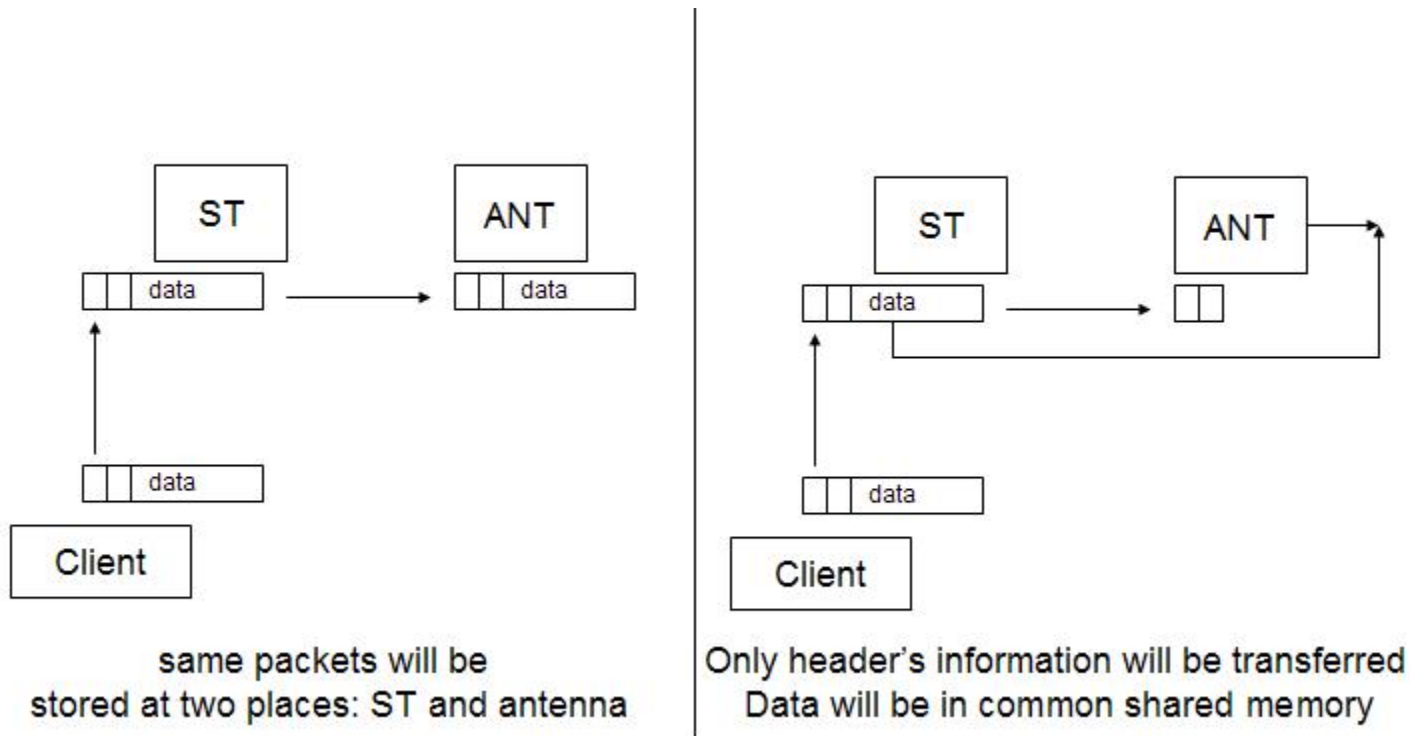 ST
ANT
data
data
data
Client
same packets will be
stored at two places: ST and antenna
ST
ANT
data
data
Client
Only header's information will be transferred
Data will be in common shared memory